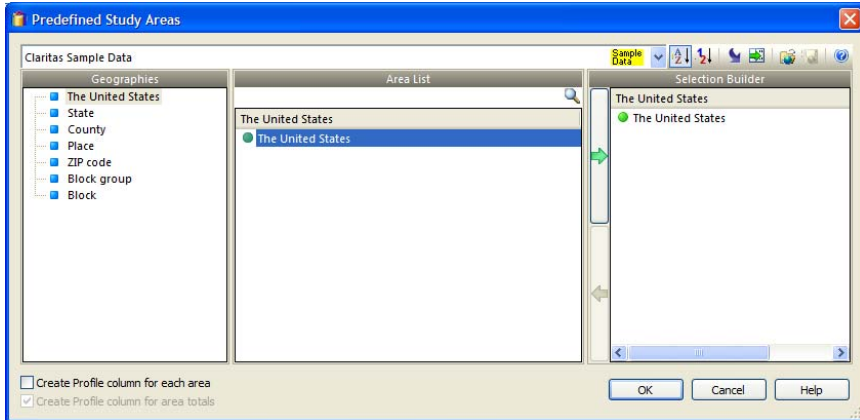 Predefined Study Areas
Claritas Sample Data
Sample Data
Geographies
The United States
State
County
Place
ZIP code
Block group
Block
Area List
The United States
The United States
Selection Builder
The United States
The United States
Create Profile column for each area
Create Profile column for area totals
OK
Cancel
Help